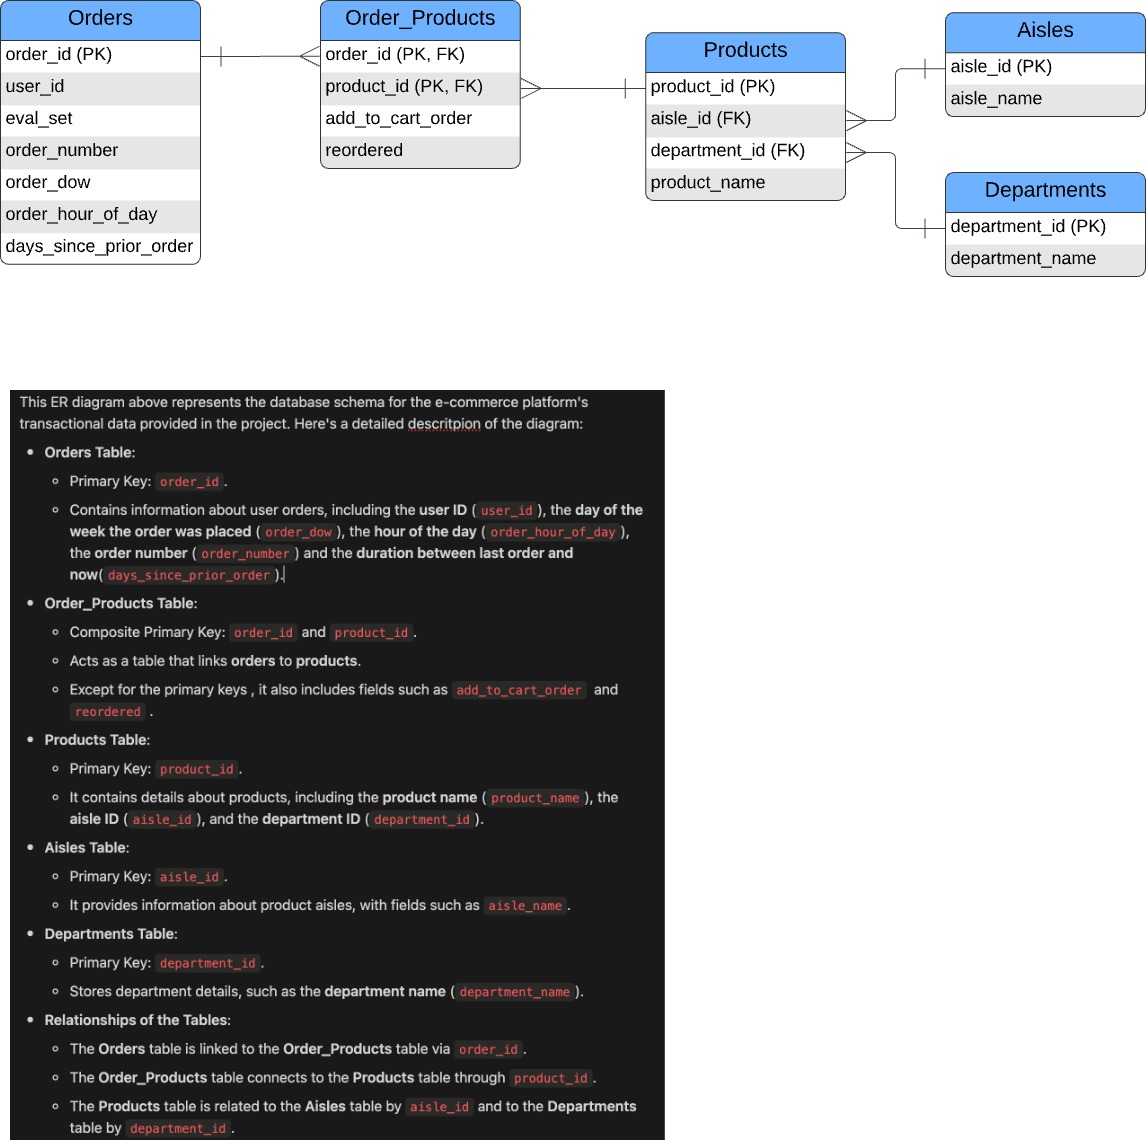 Orders
order_id (PK)
user_id
eval_set
order_number
order_dow
order_hour_of_day
days_since_prior_order
Order_Products
order_id (PK, FK)
product_id (PK, FK)
add_to_cart_order
reordered
Products
product_id (PK)
aisle_id (FK)
department_id (FK)
product_name
Aisles
aisle_id (PK)
aisle_name
Departments
department_id (PK)
department_name
This ER diagram above represents the database schema for the e-commerce platform's
transactional data provided in the project. Here's a detailed descritpion of the diagram:
• Orders Table:
◦ Primary Key: order_id .
◦ Contains information about user orders, including the user ID ( user_id ), the day of the
week the order was placed ( order_dow ), the hour of the day ( order_hour_of_day ),
the order number ( order_number ) and the duration between last order and
now( days_since_prior_order ).
• Order_Products Table:
◦ Composite Primary Key: order_id and product_id .
◦ Acts as a table that links orders to products.
◦ Except for the primary keys , it also includes fields such as add_to_cart_order and
reordered .
• Products Table:
◦ Primary Key: product_id .
◦ It contains details about products, including the product name ( product_name ), the
aisle ID ( aisle_id ), and the department ID ( department_id ).
• Aisles Table:
◦ Primary Key: aisle_id .
◦ It provides information about product aisles, with fields such as aisle_name .
• Departments Table:
◦ Primary Key: department_id .
◦ Stores department details, such as the department name ( department_name ).
• Relationships of the Tables:
◦ The Orders table is linked to the Order_Products table via order_id .
◦ The Order_Products table connects to the Products table through product_id .
◦ The Products table is related to the Aisles table by aisle_id and to the Departments
table by department_id .